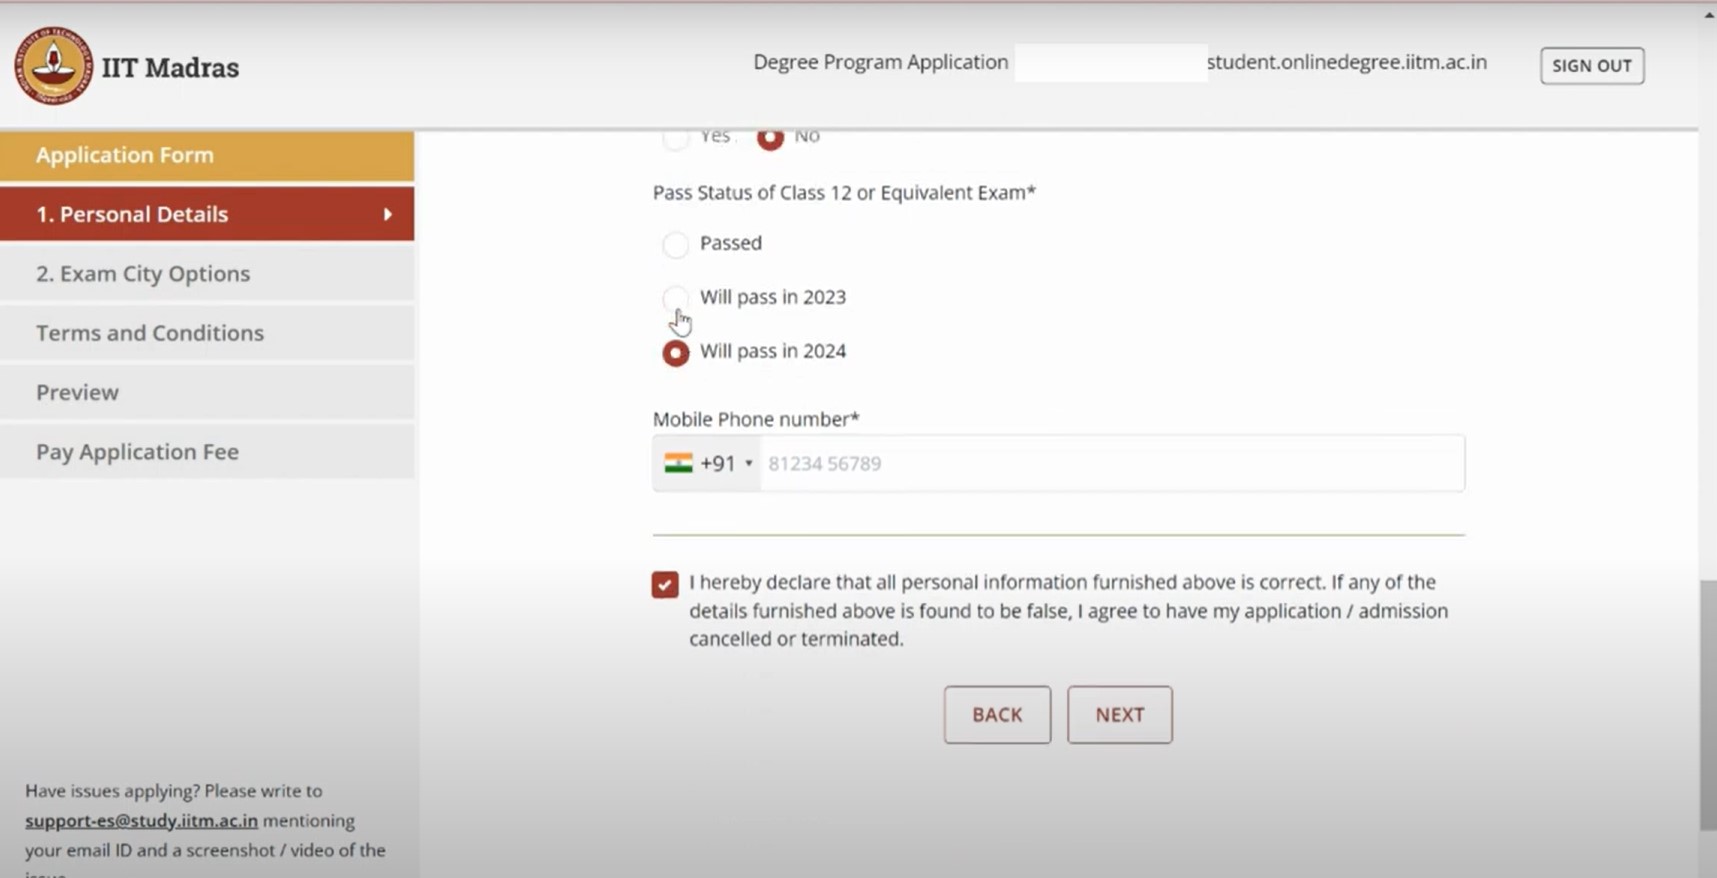 IIT Madras
Degree Program Application
student.onlinedegree.iitm.ac.in
SIGN OUT
Application Form
1. Personal Details
2. Exam City Options
Terms and Conditions
Preview
Pay Application Fee
Have issues applying? Please write to
support-es@study.iitm.ac.in mentioning
your email ID and a screenshot / video of the
Yes
No
Pass Status of Class 12 or Equivalent Exam*
Passed
Will pass in 2023
Will pass in 2024
Mobile Phone number*
+91
81234 56789
I hereby declare that all personal information furnished above is correct. If any of the
details furnished above is found to be false, I agree to have my application / admission
cancelled or terminated.
BACK
NEXT